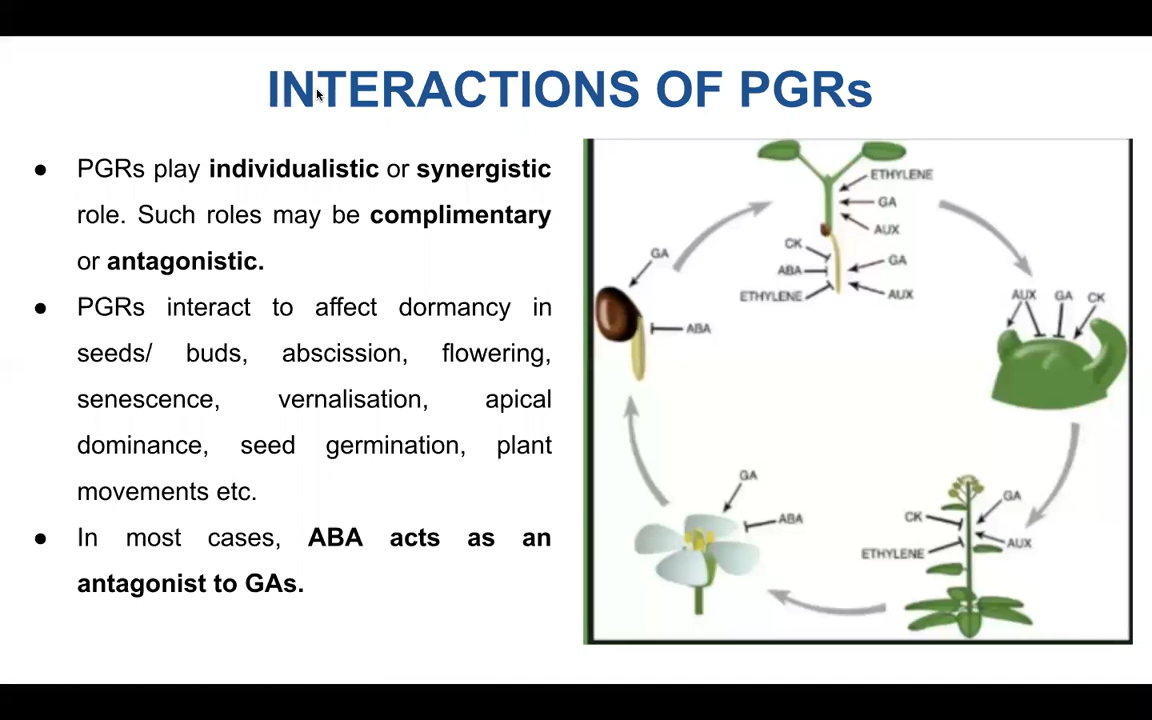 INTERACTIONS OF PGRs
● PGRs play individualistic or synergistic
role. Such roles may be complimentary
or antagonistic.
● PGRs interact to affect dormancy in
seeds/ buds, abscission, flowering,
senescence, vernalisation, apical
dominance, seed germination, plant
movements etc.
● In most cases, ABA acts as an
antagonist to GAs.
ETHYLENE
GA
AUX
CK
GA
ABA
ETHYLENE
AUX
GA
ABA
AUX GA CK
GA
ABA
GA
CK
AUX
ETHYLENE